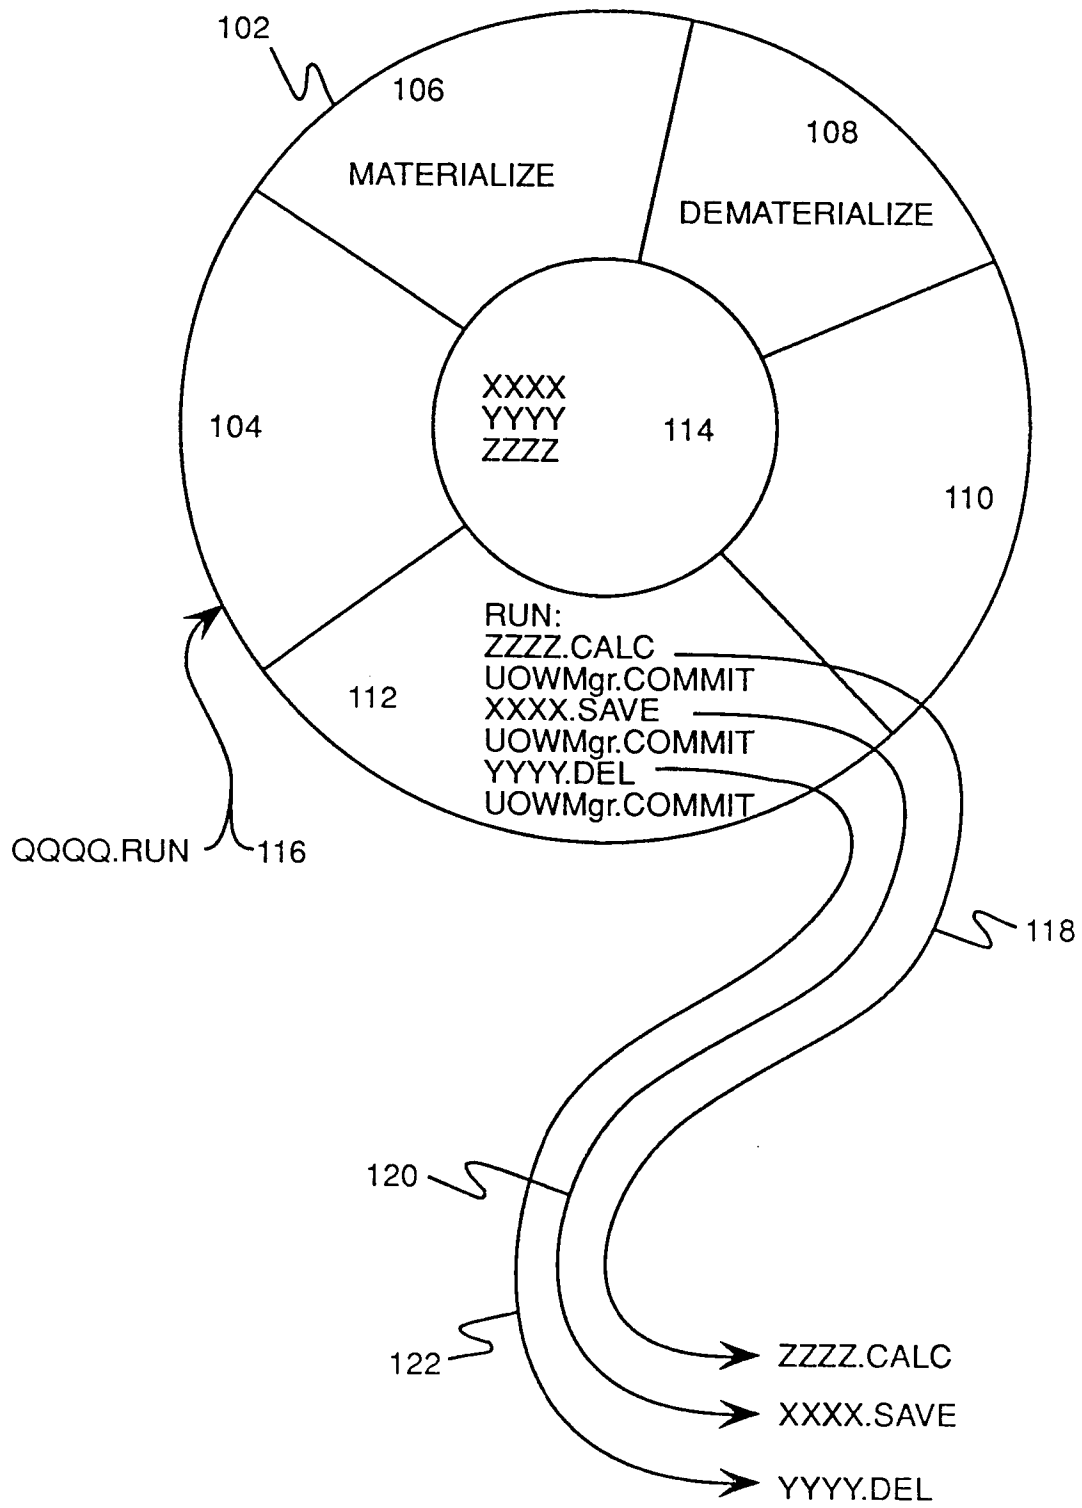 102
106
108
MATERIALIZE
DEMATERIALIZE
XXXX
YYYY
ZZZZ
104
114
110
RUN:
ZZZZ.CALC
UOWMgr.COMMIT
112
XXXX.SAVE
UOWMgr.COMMIT
YYYY.DEL
UOWMgr.COMMIT
QQQQ.RUN
116
118
120
122
ZZZZ.CALC
XXXX.SAVE
YYYY.DEL